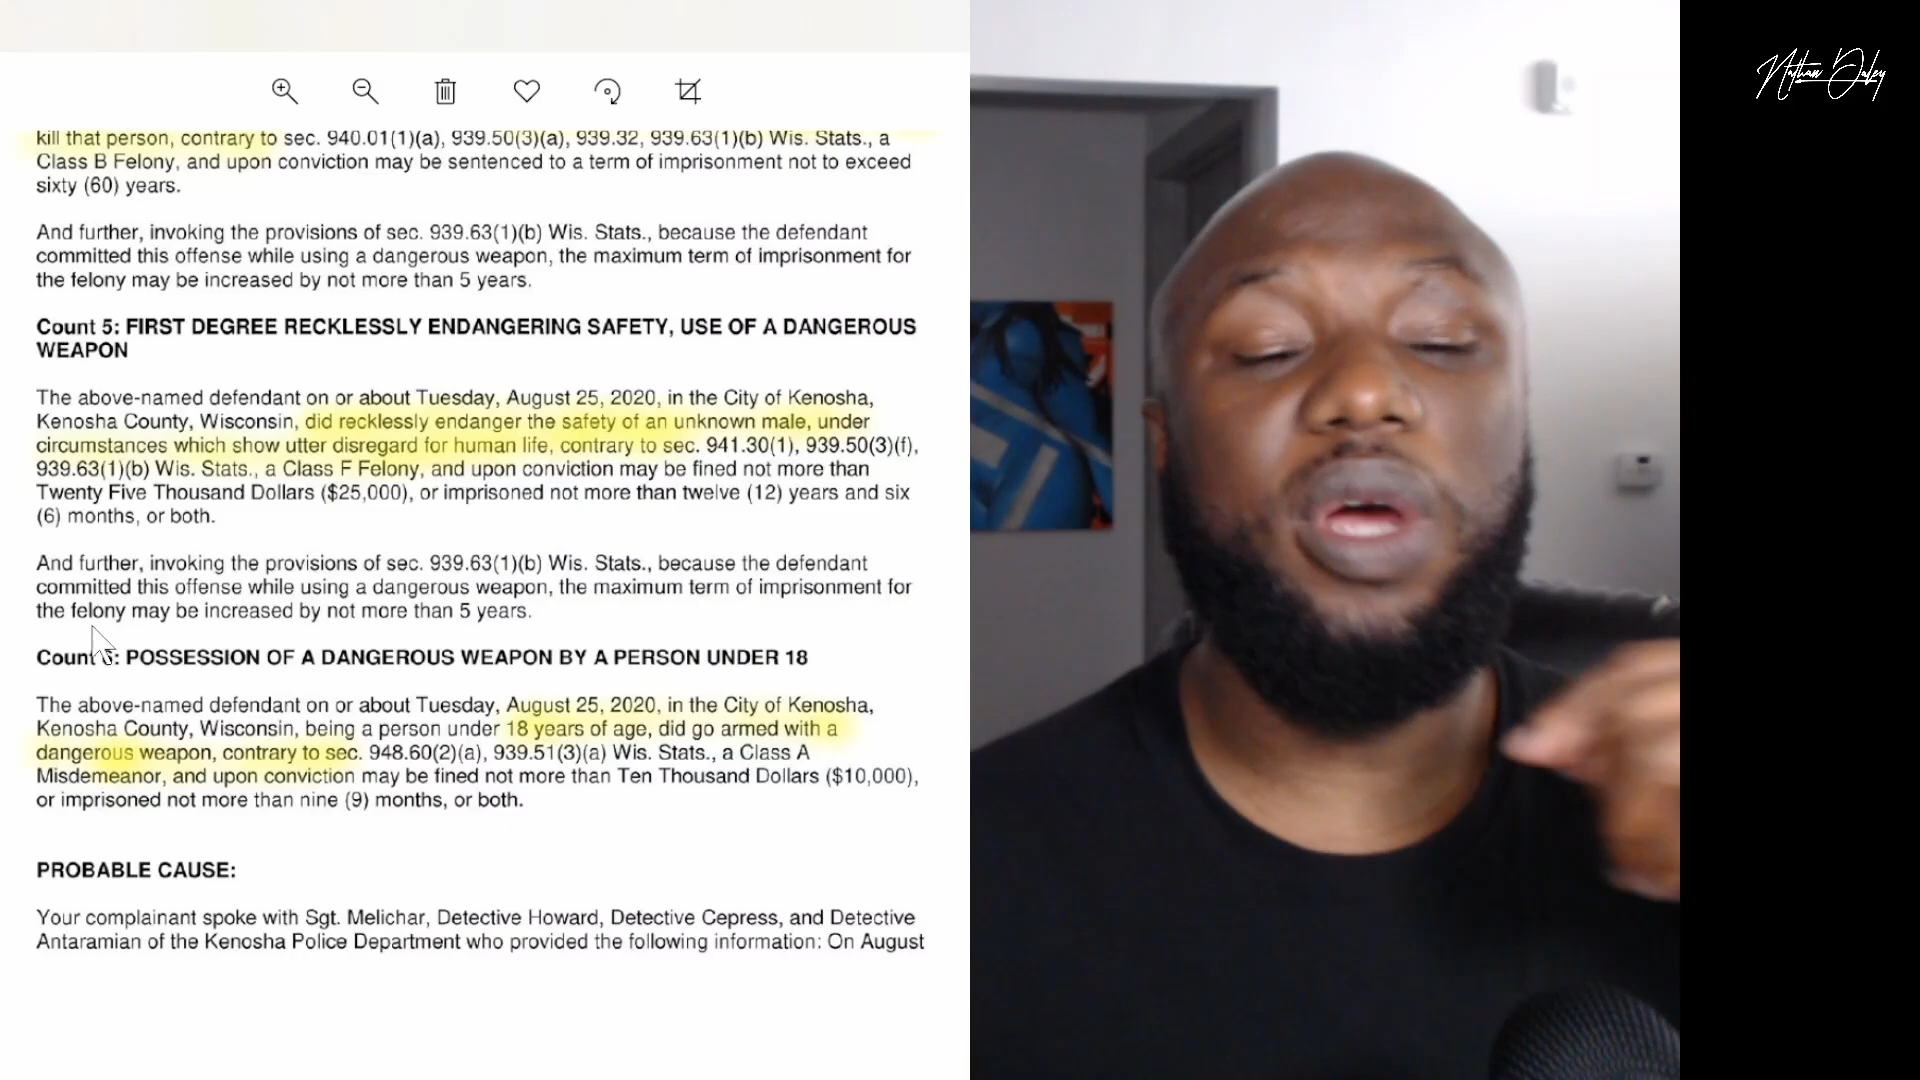 Nathan Daley
kill that person, contrary to sec. 940.01(1)(a), 939.50(3)(a), 939.32, 939.63(1)(b) Wis. Stats., a
Class B Felony, and upon conviction may be sentenced to a term of imprisonment not to exceed
sixty (60) years.
And further, invoking the provisions of sec. 939.63(1)(b) Wis. Stats., because the defendant
committed this offense while using a dangerous weapon, the maximum term of imprisonment for
the felony may be increased by not more than 5 years.
Count 5: FIRST DEGREE RECKLESSLY ENDANGERING SAFETY, USE OF A DANGEROUS
WEAPON
The above-named defendant on or about Tuesday, August 25, 2020, in the City of Kenosha,
Kenosha County, Wisconsin, did recklessly endanger the safety of an unknown male, under
circumstances which show utter disregard for human life, contrary to sec. 941.30(1), 939.50(3)(f),
939.63(1)(b) Wis. Stats., a Class F Felony, and upon conviction may be fined not more than
Twenty Five Thousand Dollars ($25,000), or imprisoned not more than twelve (12) years and six
(6) months, or both.
And further, invoking the provisions of sec. 939.63(1)(b) Wis. Stats., because the defendant
committed this offense while using a dangerous weapon, the maximum term of imprisonment for
the felony may be increased by not more than 5 years.
Count 6: POSSESSION OF A DANGEROUS WEAPON BY A PERSON UNDER 18
The above-named defendant on or about Tuesday, August 25, 2020, in the City of Kenosha,
Kenosha County, Wisconsin, being a person under 18 years of age, did go armed with a
dangerous weapon, contrary to sec. 948.60(2)(a), 939.51(3)(a) Wis. Stats., a Class A
Misdemeanor, and upon conviction may be fined not more than Ten Thousand Dollars ($10,000),
or imprisoned not more than nine (9) months, or both.
PROBABLE CAUSE:
Your complainant spoke with Sgt. Melichar, Detective Howard, Detective Cepress, and Detective
Antaramian of the Kenosha Police Department who provided the following information: On August